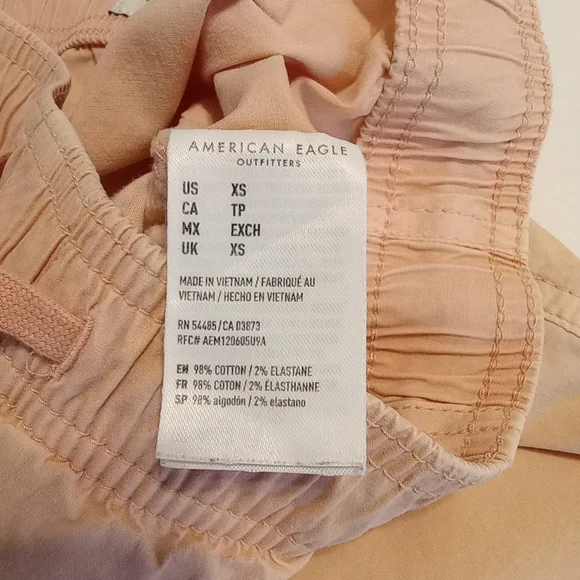 AMERICAN EAGLE
OUTFITTERS
US XS
CA TP
MX EXCH
UK XS
MADE IN VIETNAM / FABRIQUÉ AU
VIETNAM / HECHO EN VIETNAM
RN 54485 / CA 03873
RFC# AEM120605U9A
EN 98% COTTON / 2% ELASTANE
FR 98% COTON / 2% ÉLASTHANNE
SP 98% algodón / 2% elastano